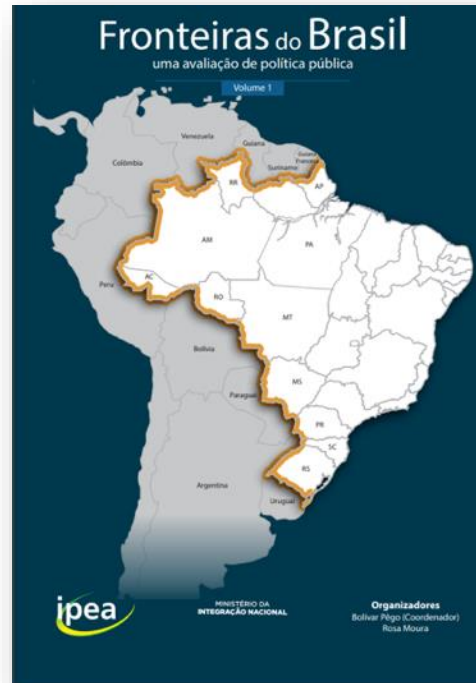 Fronteiras do Brasil
uma avaliação de política pública
Volume 1
Venezuela
Guiana
Guiana
Francesa
Suriname
Colômbia
RR
AP
AM
PA
AC
Peru
RO
MT
Bolívia
MS
Paraguai
PR
SC
RS
Argentina
Uruguai
ipea
MINISTÉRIO DA
INTEGRAÇÃO NACIONAL
Organizadores
Bolívar Pêgo (Coordenador)
Rosa Moura